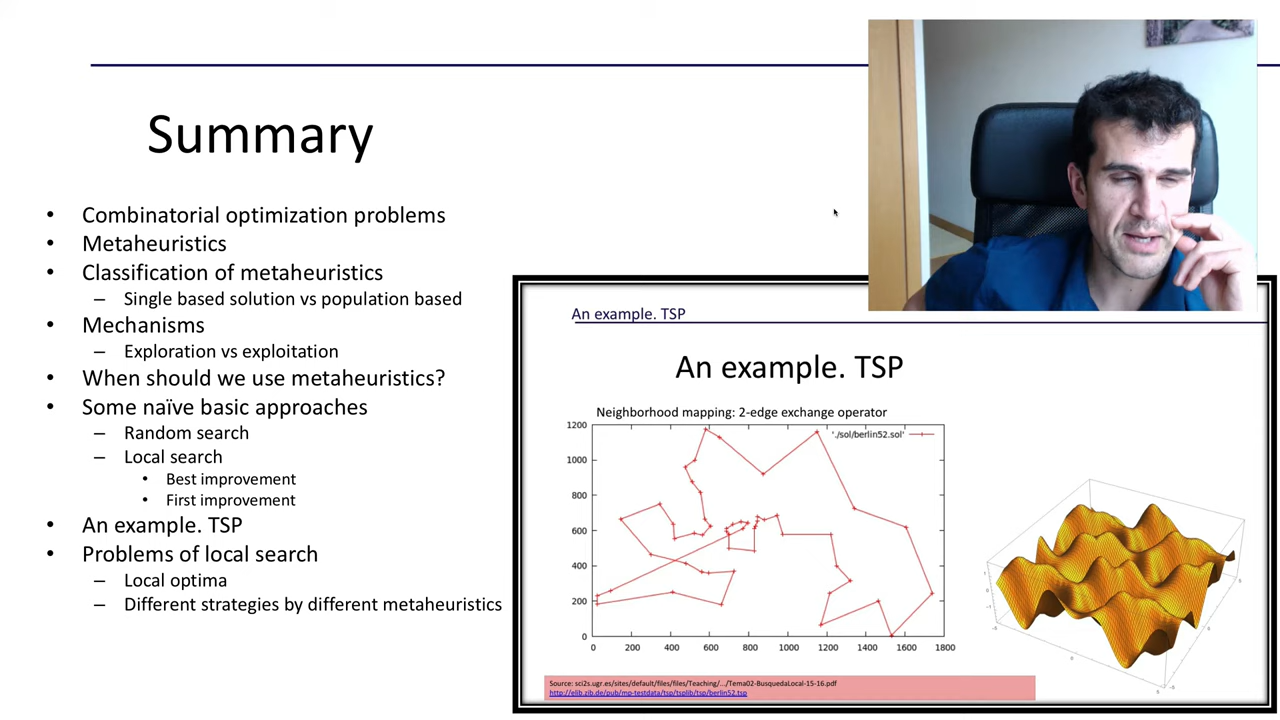 Summary
• Combinatorial optimization problems
• Metaheuristics
• Classification of metaheuristics
– Single based solution vs population based
• Mechanisms
– Exploration vs exploitation
• When should we use metaheuristics?
• Some naïve basic approaches
– Random search
– Local search
• Best improvement
• First improvement
• An example. TSP
• Problems of local search
– Local optima
– Different strategies by different metaheuristics
An example. TSP
An example. TSP
Neighborhood mapping: 2-edge exchange operator
'./sol/berlin52.sol'
1200
1000
800
600
400
200
0
0 200 400 600 800 1000 1200 1400 1600 1800
Source: sci2s.ugr.es/sites/default/files/files/Teaching/.../Tema02-BusquedaLocal-15-16.pdf
http://elib.zib.de/pub/mp-testdata/tsp/tsplib/tsp/berlin52.tsp